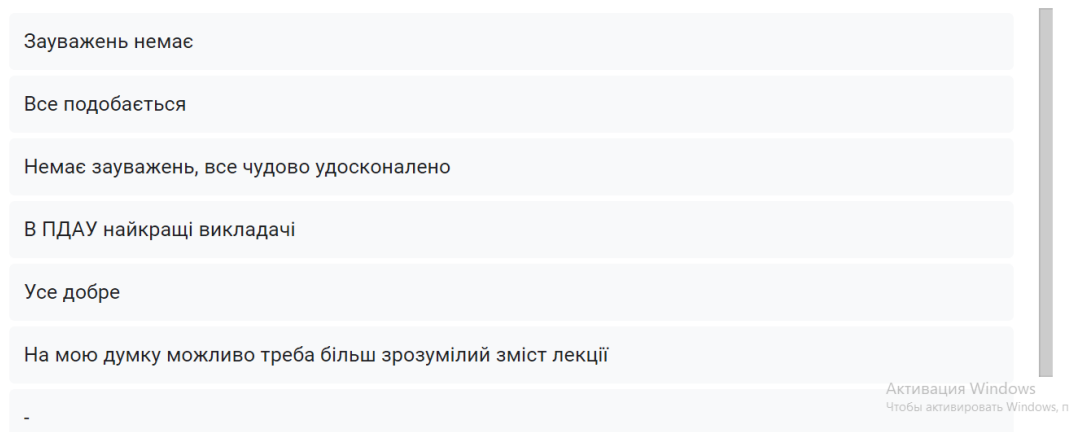 Зауважень немає
Все подобається
Немає зауважень, все чудово удосконалено
В ПДАУ найкращі викладачі
Усе добре
На мою думку можливо треба більш зрозумілий зміст лекції
-
Активация Windows
Чтобы активировать Windows, п